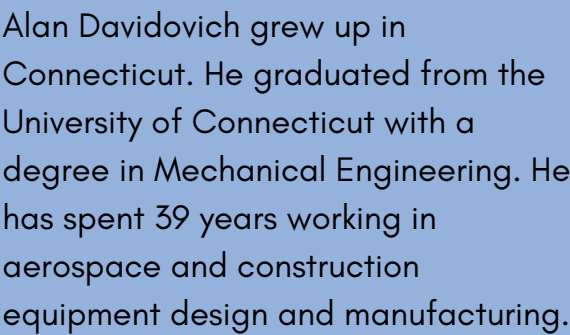 Alan Davidovich grew up in
Connecticut. He graduated from the
University of Connecticut with a
degree in Mechanical Engineering. He
has spent 39 years working in
aerospace and construction
equipment design and manufacturing.